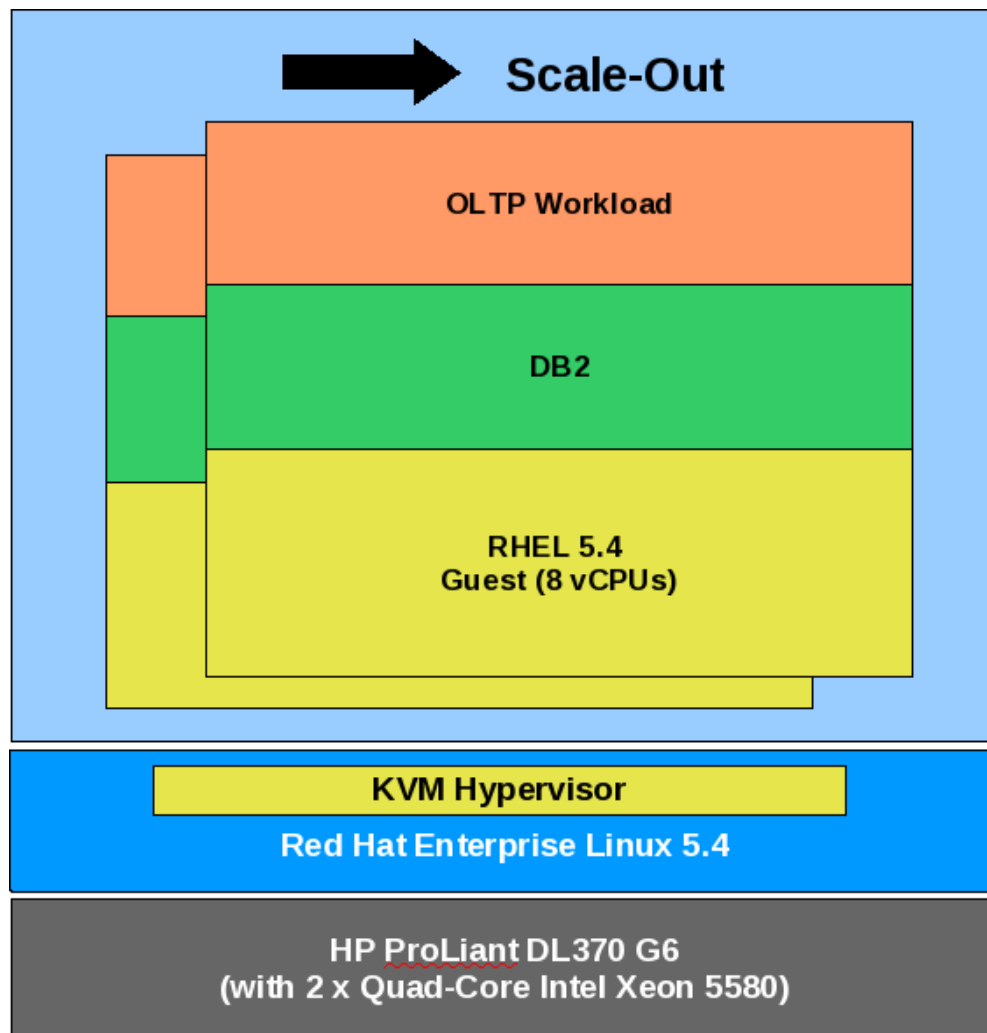 Scale-Out
OLTP Workload
DB2
RHEL 5.4
Guest (8 vCPUs)
KVM Hypervisor
Red Hat Enterprise Linux 5.4
HP ProLiant DL370 G6
(with 2 x Quad-Core Intel Xeon 5580)